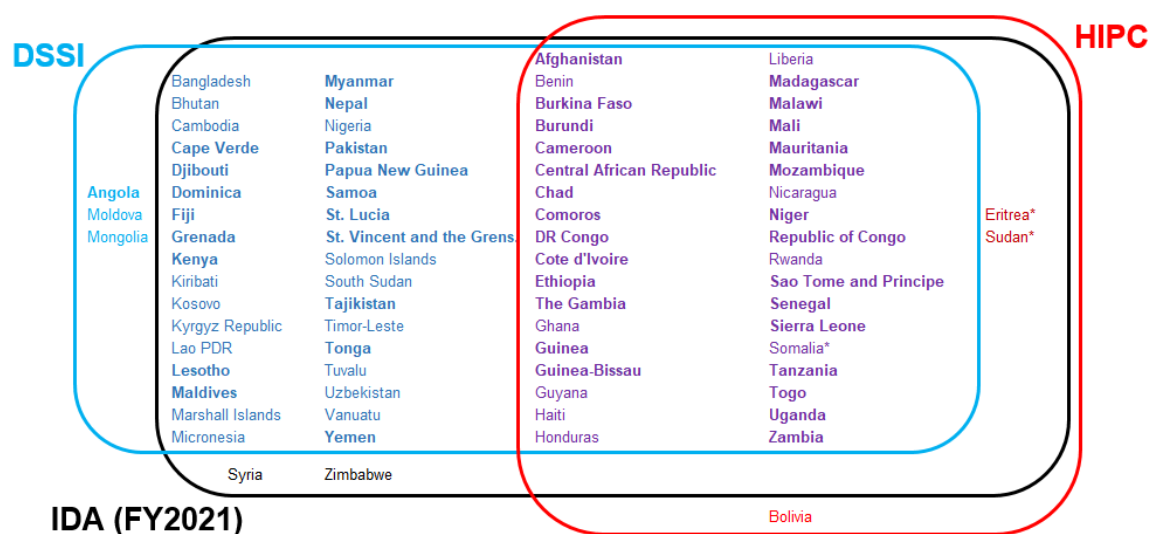 HIPC
DSSI
Afghanistan Liberia
Bangladesh Myanmar Benin Madagascar
Bhutan Nepal Burkina Faso Malawi
Cambodia Nigeria Burundi Mali
Cape Verde Pakistan Cameroon Mauritania
Djibouti Papua New Guinea Central African Republic Mozambique
Angola Dominica Samoa Chad Nicaragua
Moldova Fiji St. Lucia Comoros Niger Eritrea*
Mongolia Grenada St. Vincent and the Grens. DR Congo Republic of Congo Sudan*
Kenya Solomon Islands Cote d'Ivoire Rwanda
Kiribati South Sudan Ethiopia Sao Tome and Principe
Kosovo Tajikistan The Gambia Senegal
Kyrgyz Republic Timor-Leste Ghana Sierra Leone
Lao PDR Tonga Guinea Somalia*
Lesotho Tuvalu Guinea-Bissau Tanzania
Maldives Uzbekistan Guyana Togo
Marshall Islands Vanuatu Haiti Uganda
Micronesia Yemen Honduras Zambia
Syria Zimbabwe
IDA (FY2021)
Bolivia